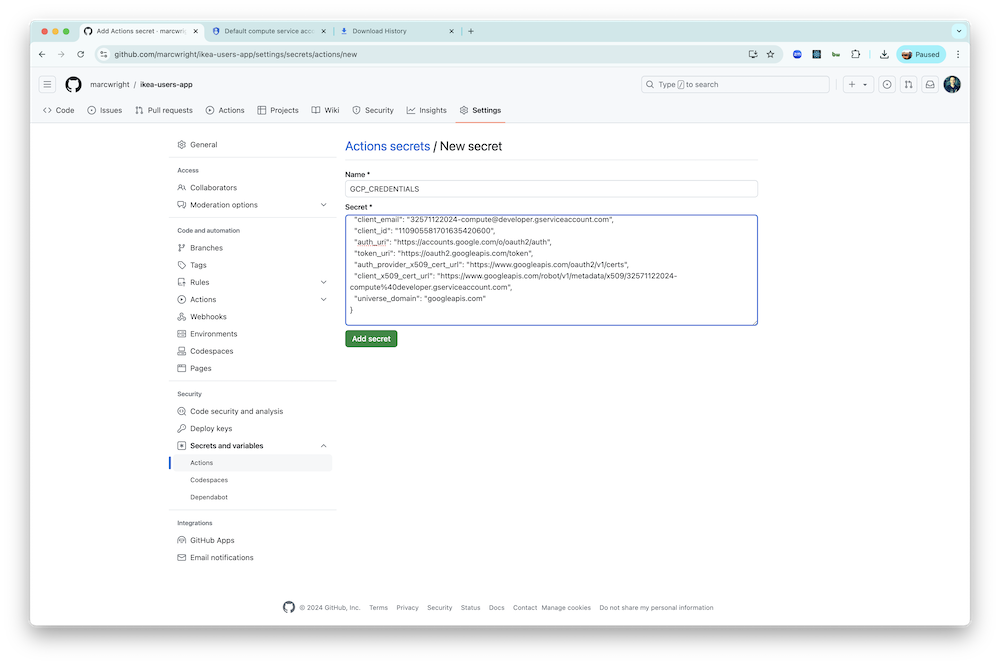 Add Actions secret · marcwrig
Default compute service acco
Download History
github.com/marcwright/ikea-users-app/settings/secrets/actions/new
Paused
marcwright / ikea-users-app
Type / to search
Code
Issues
Pull requests
Actions
Projects
Wiki
Security
Insights
Settings
General
Access
Collaborators
Moderation options
Code and automation
Branches
Tags
Rules
Actions
Webhooks
Environments
Codespaces
Pages
Security
Code security and analysis
Deploy keys
Secrets and variables
Actions
Codespaces
Dependabot
Integrations
GitHub Apps
Email notifications
Actions secrets / New secret
Name *
GCP_CREDENTIALS
Secret *
"client_email": "32571122024-compute@developer.gserviceaccount.com",
"client_id": "110905581701635420600",
"auth_uri": "https://accounts.google.com/o/oauth2/auth",
"token_uri": "https://oauth2.googleapis.com/token",
"auth_provider_x509_cert_url": "https://www.googleapis.com/oauth2/v1/certs",
"client_x509_cert_url": "https://www.googleapis.com/robot/v1/metadata/x509/32571122024-
compute%40developer.gserviceaccount.com",
"universe_domain": "googleapis.com"
}
Add secret
© 2024 GitHub, Inc. Terms Privacy Security Status Docs Contact Manage cookies Do not share my personal information